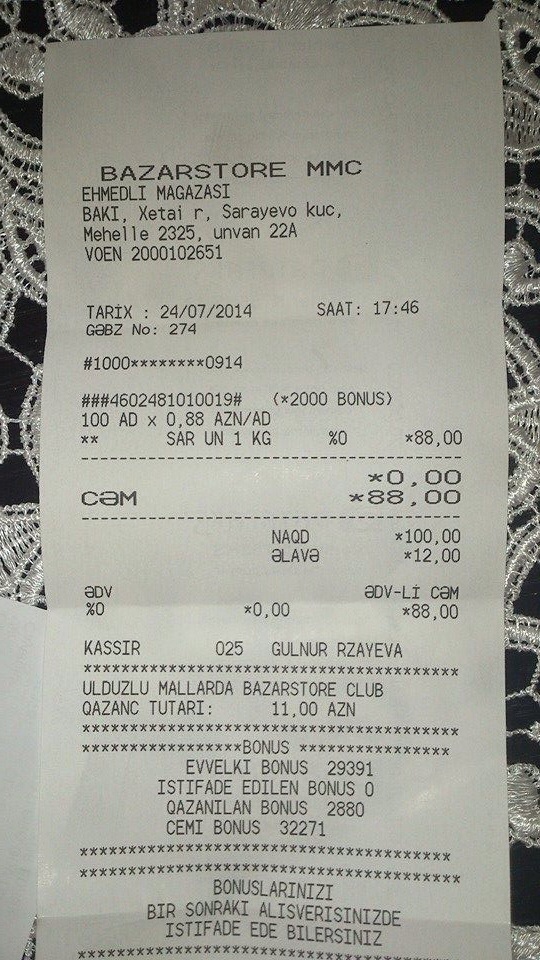 BAZARSTORE MMC
EHMEDLI MAGAZASI
BAKI, Xetai r, Sarayevo kuc,
Mehelle 2325, unvan 22A
VOEN 2000102651
TARİX : 24/07/2014 SAAT: 17:46
GƏBZ No: 274
#1000********0914
###4602481010019# (*2000 BONUS)
100 AD x 0,88 AZN/AD
** SAR UN 1 KG %0 *88,00
*0,00
CƏM *88,00
NAQD *100,00
ƏLAVƏ *12,00
ƏDV ƏDV-Lİ CƏM
%0 *0,00 *88,00
KASSIR 025 GULNUR RZAYEVA
****************************************
ULDUZLU MALLARDA BAZARSTORE CLUB
QAZANC TUTARI: 11,00 AZN
****************************************
*****************BONUS ****************
EVVELKI BONUS 29391
ISTIFADE EDILEN BONUS 0
QAZANILAN BONUS 2880
CEMI BONUS 32271
****************************************
****************************************
BONUSLARINIZI
BIR SONRAKI ALISVERISINIZDE
ISTIFADE EDE BILERSINIZ
****************************************